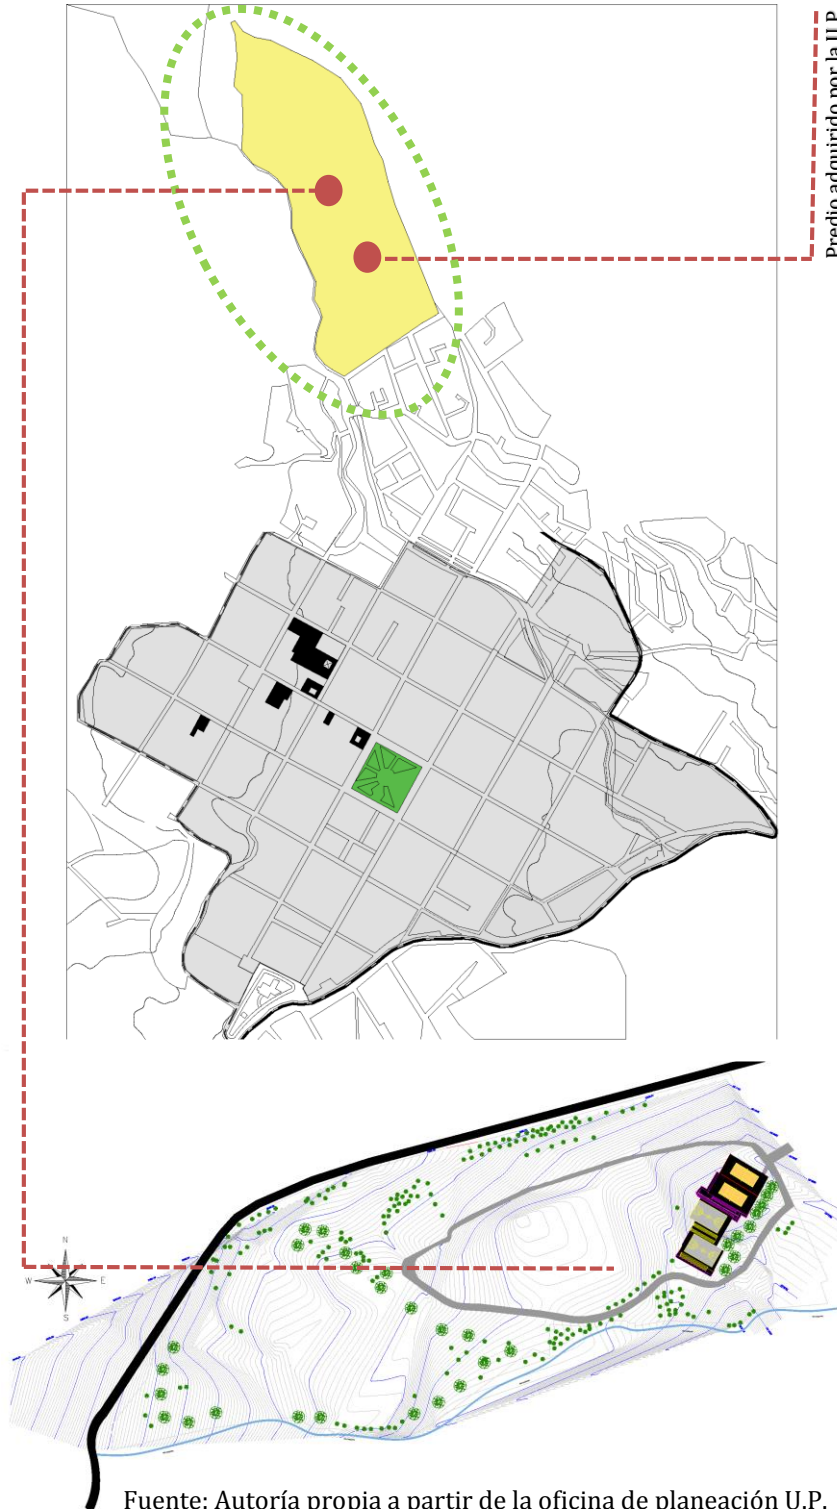 Predio adquirido por la U.P
N
W E
S
Fuente: Autoría propia a partir de la oficina de planeación U.P.